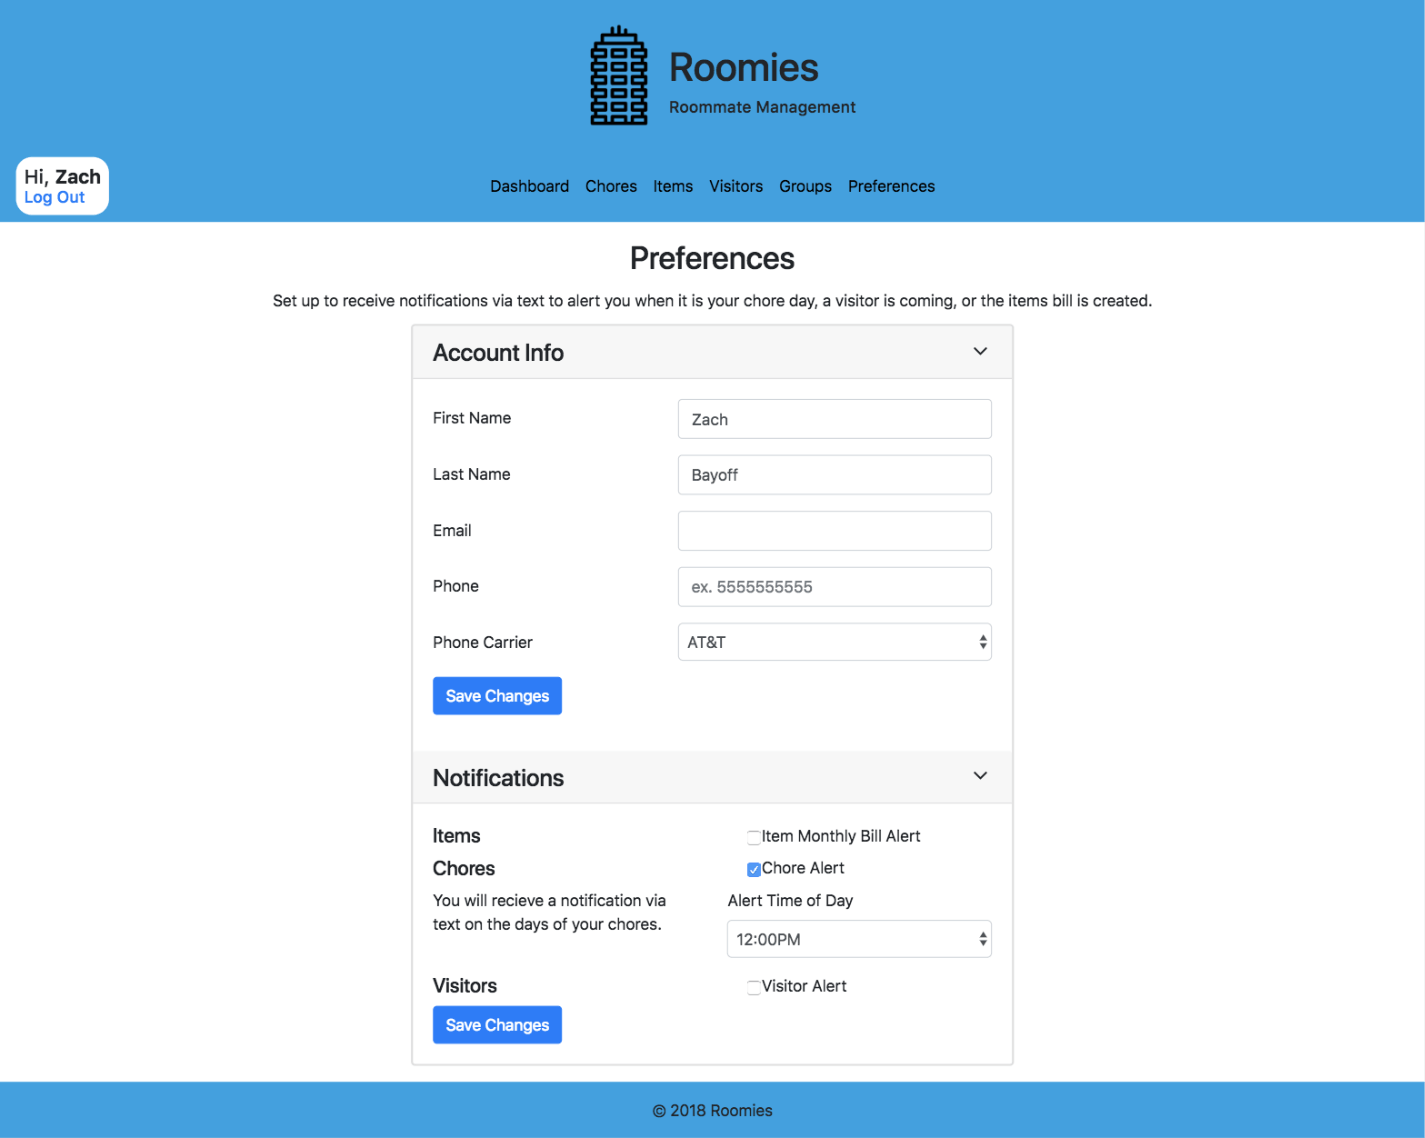 Roomies
Roommate Management
Hi, Zach
Log Out
Dashboard Chores Items Visitors Groups Preferences
Preferences
Set up to receive notifications via text to alert you when it is your chore day, a visitor is coming, or the items bill is created.
Account Info
First Name Zach
Last Name Bayoff
Email
Phone ex. 5555555555
Phone Carrier AT&T
Save Changes
Notifications
Items Item Monthly Bill Alert
Chores Chore Alert
You will recieve a notification via
text on the days of your chores.
Alert Time of Day
12:00PM
Visitors Visitor Alert
Save Changes
© 2018 Roomies